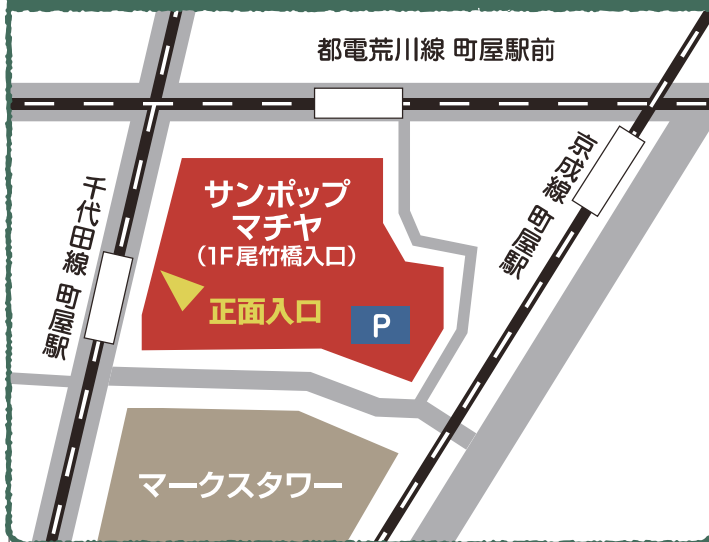 都電荒川線 町屋駅前
京成線 町屋駅
千代田線 町屋駅
サンポップ
マチヤ
(1F尾竹橋入口)
正面入口
P
マークスタワー